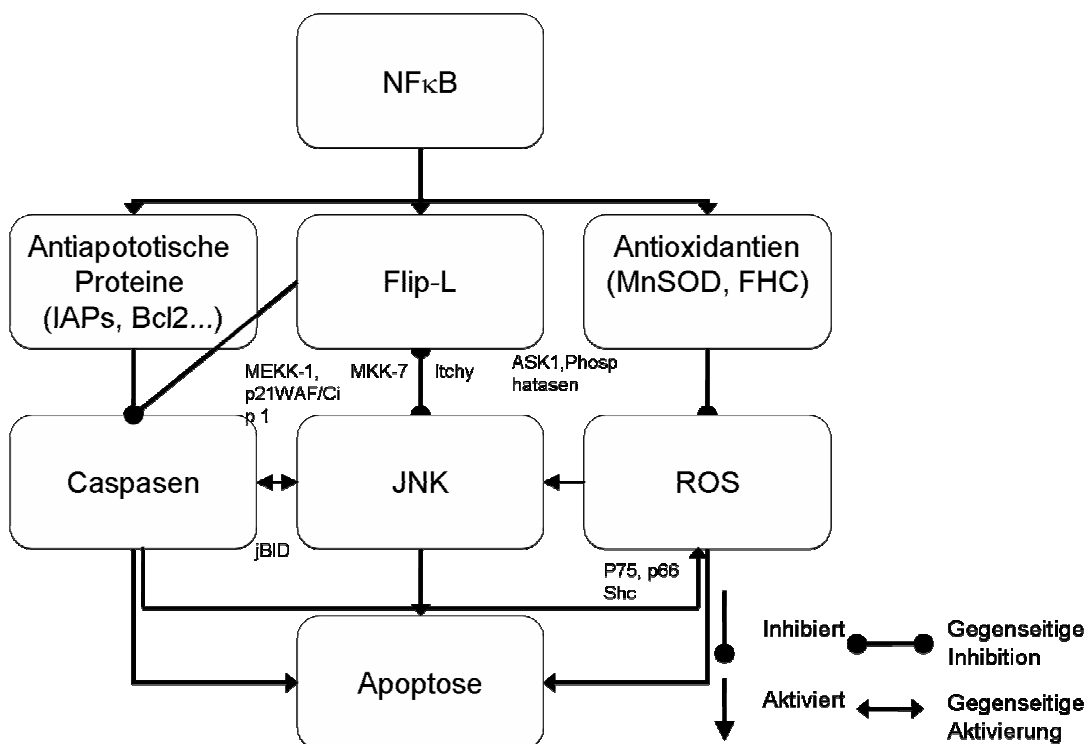 NFκB
Antiapototische
Proteine
(IAPs, Bcl2...)
Flip-L
Antioxidantien
(MnSOD, FHC)
MEKK-1,
p21WAF/Ci
p 1
MKK-7
Itchy
ASK1,Phosp
hatasen
Caspasen
JNK
ROS
jBID
P75, p66
Shc
Apoptose
Inhibiert
Gegenseitige
Inhibition
Aktiviert
Gegenseitige
Aktivierung